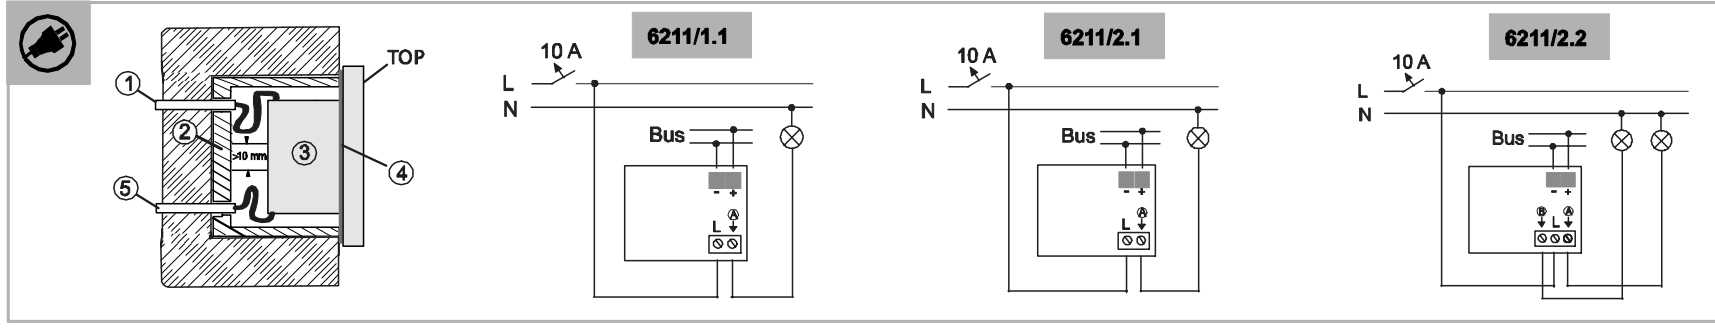 TOP
1
2
>10 mm
3
4
5
6211/1.1
10 A
L
N
Bus
- +
A
L
6211/2.1
10 A
L
N
Bus
- +
A
L
6211/2.2
10 A
L
N
Bus
- +
B A
L